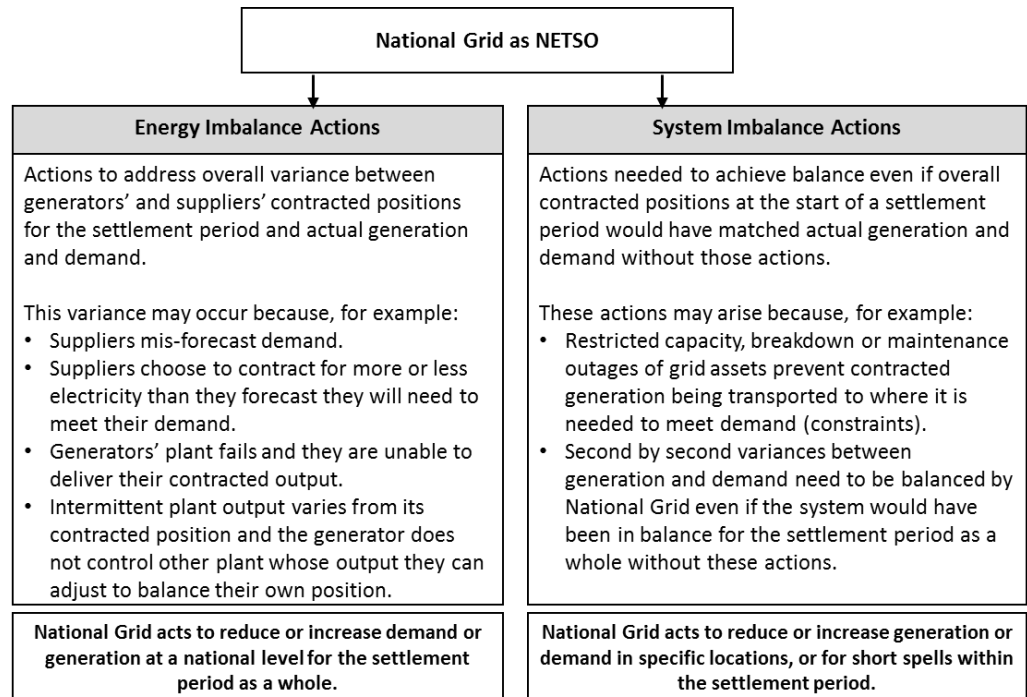 National Grid as NETSO
Energy Imbalance Actions
Actions to address overall variance between
generators’ and suppliers’ contracted positions
for the settlement period and actual generation
and demand.
This variance may occur because, for example:
• Suppliers mis-forecast demand.
• Suppliers choose to contract for more or less
electricity than they forecast they will need to
meet their demand.
• Generators’ plant fails and they are unable to
deliver their contracted output.
• Intermittent plant output varies from its
contracted position and the generator does
not control other plant whose output they can
adjust to balance their own position.
National Grid acts to reduce or increase demand or
generation at a national level for the settlement
period as a whole.
System Imbalance Actions
Actions needed to achieve balance even if overall
contracted positions at the start of a settlement
period would have matched actual generation and
demand without those actions.
These actions may arise because, for example:
• Restricted capacity, breakdown or maintenance
outages of grid assets prevent contracted
generation being transported to where it is
needed to meet demand (constraints).
• Second by second variances between
generation and demand need to be balanced by
National Grid even if the system would have
been in balance for the settlement period as a
whole without these actions.
National Grid acts to reduce or increase generation or
demand in specific locations, or for short spells within
the settlement period.